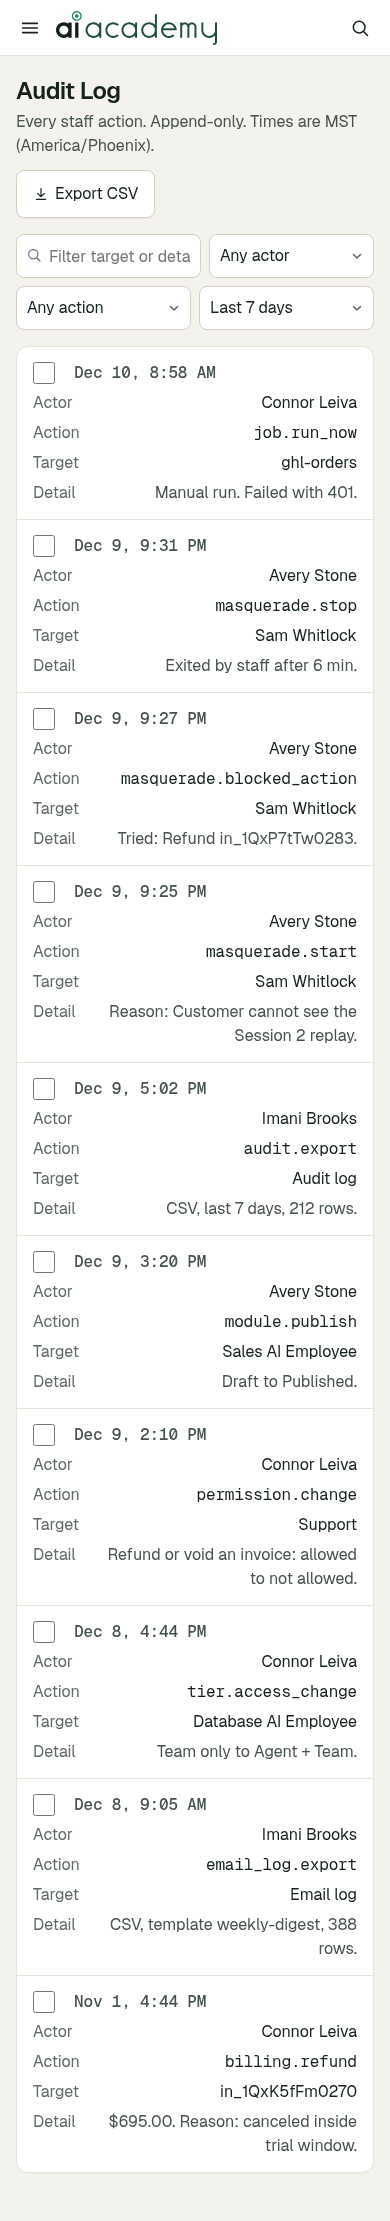 ai academy
Audit Log
Every staff action. Append-only. Times are MST
(America/Phoenix).
Export CSV
Filter target or deta
Any actor
Any action
Last 7 days
Dec 10, 8:58 AM
Actor Connor Leiva
Action job.run_now
Target ghl-orders
Detail Manual run. Failed with 401.
Dec 9, 9:31 PM
Actor Avery Stone
Action masquerade.stop
Target Sam Whitlock
Detail Exited by staff after 6 min.
Dec 9, 9:27 PM
Actor Avery Stone
Action masquerade.blocked_action
Target Sam Whitlock
Detail Tried: Refund in_1QxP7tTw0283.
Dec 9, 9:25 PM
Actor Avery Stone
Action masquerade.start
Target Sam Whitlock
Detail Reason: Customer cannot see the
Session 2 replay.
Dec 9, 5:02 PM
Actor Imani Brooks
Action audit.export
Target Audit log
Detail CSV, last 7 days, 212 rows.
Dec 9, 3:20 PM
Actor Avery Stone
Action module.publish
Target Sales AI Employee
Detail Draft to Published.
Dec 9, 2:10 PM
Actor Connor Leiva
Action permission.change
Target Support
Detail Refund or void an invoice: allowed
to not allowed.
Dec 8, 4:44 PM
Actor Connor Leiva
Action tier.access_change
Target Database AI Employee
Detail Team only to Agent + Team.
Dec 8, 9:05 AM
Actor Imani Brooks
Action email_log.export
Target Email log
Detail CSV, template weekly-digest, 388
rows.
Nov 1, 4:44 PM
Actor Connor Leiva
Action billing.refund
Target in_1QxK5fFm0270
Detail $695.00. Reason: canceled inside
trial window.